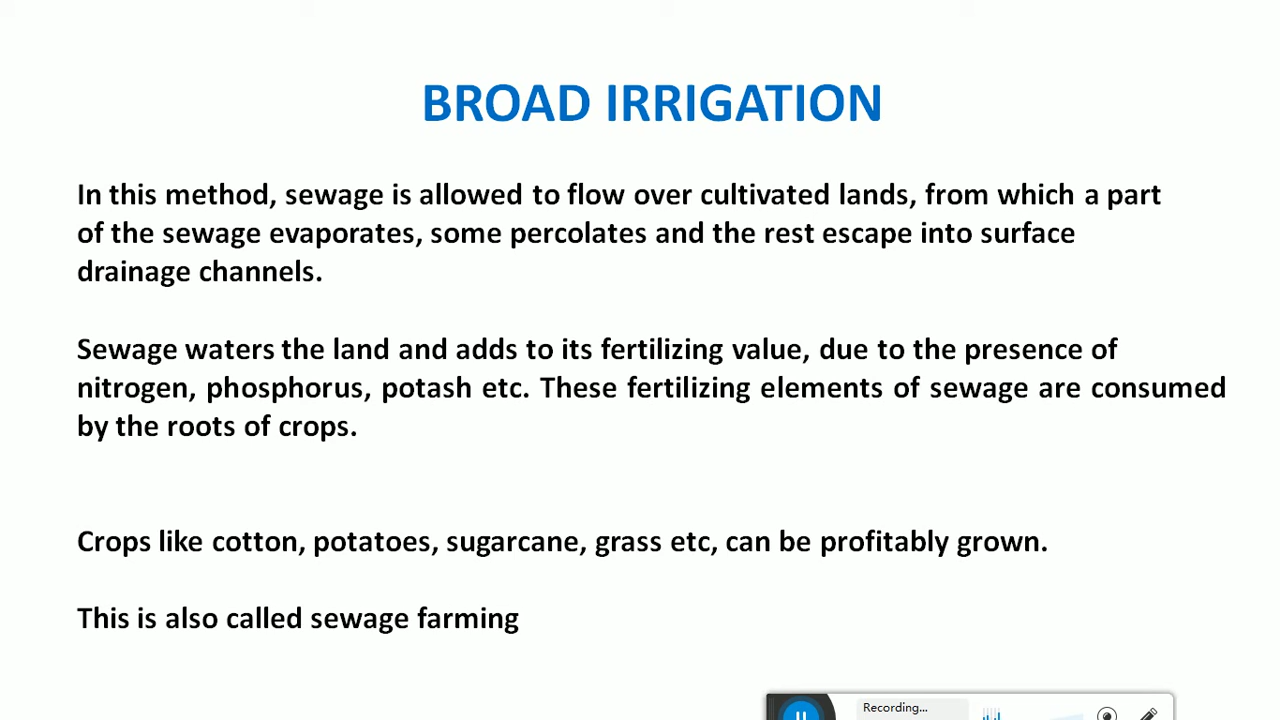 BROAD IRRIGATION
In this method, sewage is allowed to flow over cultivated lands, from which a part
of the sewage evaporates, some percolates and the rest escape into surface
drainage channels.
Sewage waters the land and adds to its fertilizing value, due to the presence of
nitrogen, phosphorus, potash etc. These fertilizing elements of sewage are consumed
by the roots of crops.
Crops like cotton, potatoes, sugarcane, grass etc, can be profitably grown.
This is also called sewage farming
Recording...